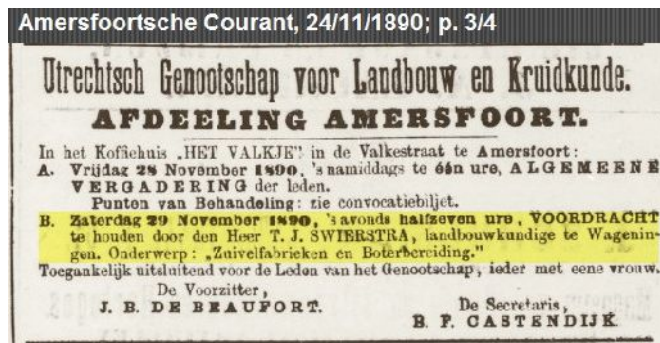 Amersfoortsche Courant, 24/11/1890; p. 3/4
Utrechtsch Genootschap voor Landbouw en Kruidkunde.
AFDEELING AMERSFOORT.
In het Koffiehuis „HET VALKJE” in de Valkestraat te Amersfoort:
A. Vrijdag 28 November 1890, 's namiddags te één ure, ALGEMEENE
VERGADERING der leden.
Punten van Behandeling: zie convocatiebiljet.
B. Zaterdag 29 November 1890, 's avonds halfzeven ure, VOORDRACHT
te houden door den Heer T. J. SWIERSTRA, landbouwkundige te Wagenin-
gen. Onderwerp: „Zuivelfabrieken en Boterbereiding.”
Toegankelijk uitsluitend voor de Leden van het Genootschap, ieder met eene vrouw.
De Voorzitter,
J. B. DE BEAUFORT.
De Secretaris,
B. F. CASTENDIJK